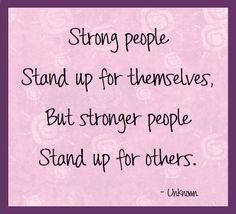 Strong people
Stand up for themselves,
But stronger people
Stand up for others.
~ Unknown